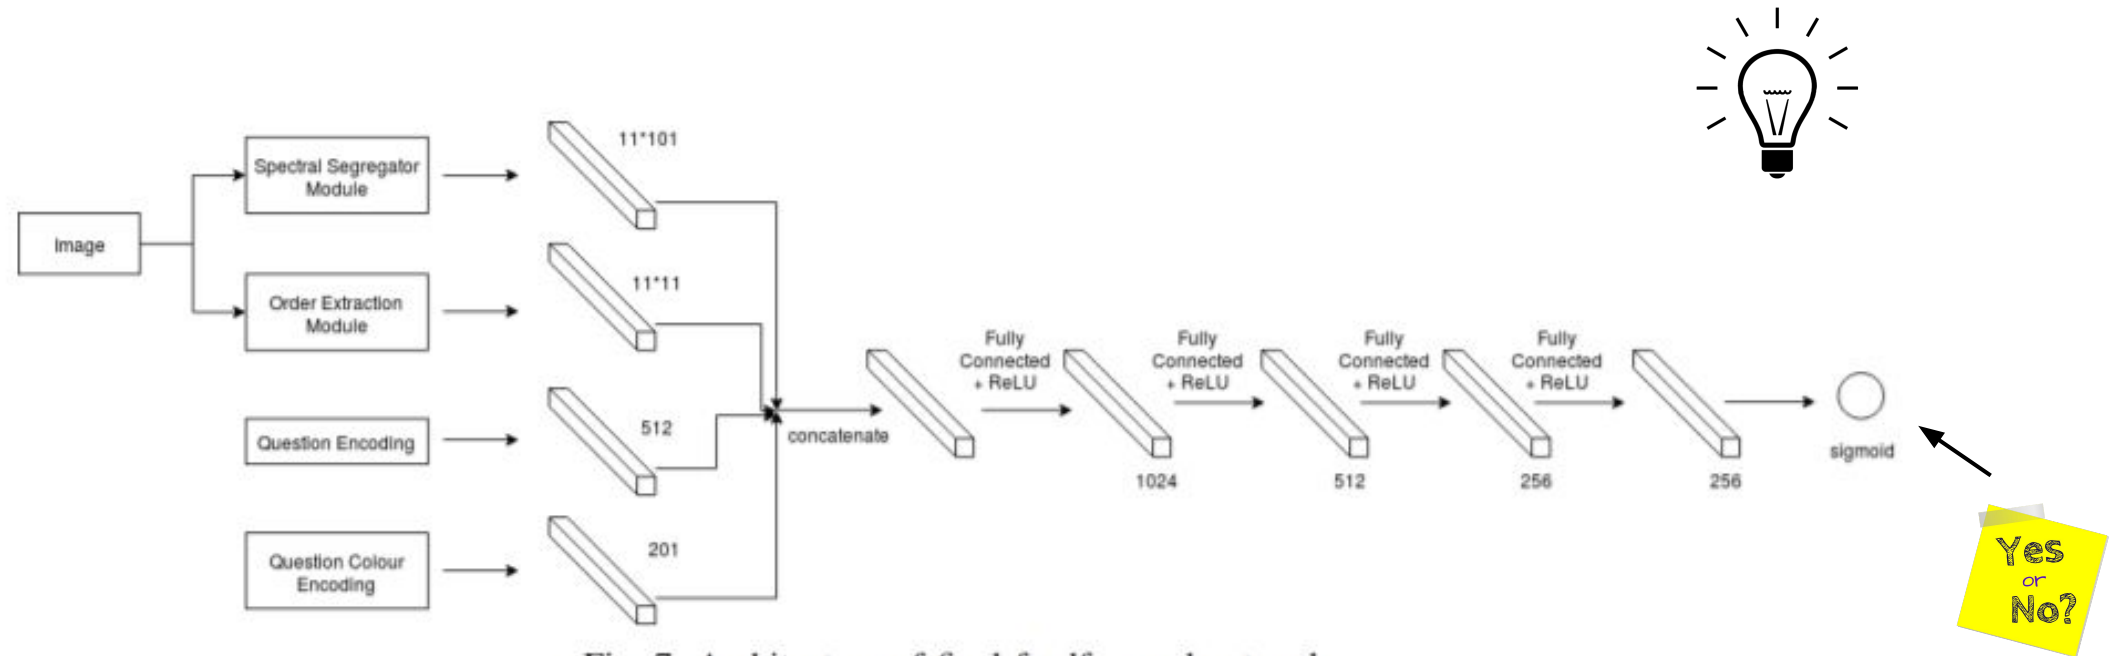 Image
Spectral Segregator
Module
Order Extraction
Module
Question Encoding
Question Colour
Encoding
11*101
11*11
512
201
concatenate
Fully
Connected
+ ReLU
Fully
Connected
+ ReLU
Fully
Connected
+ ReLU
Fully
Connected
+ ReLU
1024
512
256
256
sigmoid
Yes
or
No?